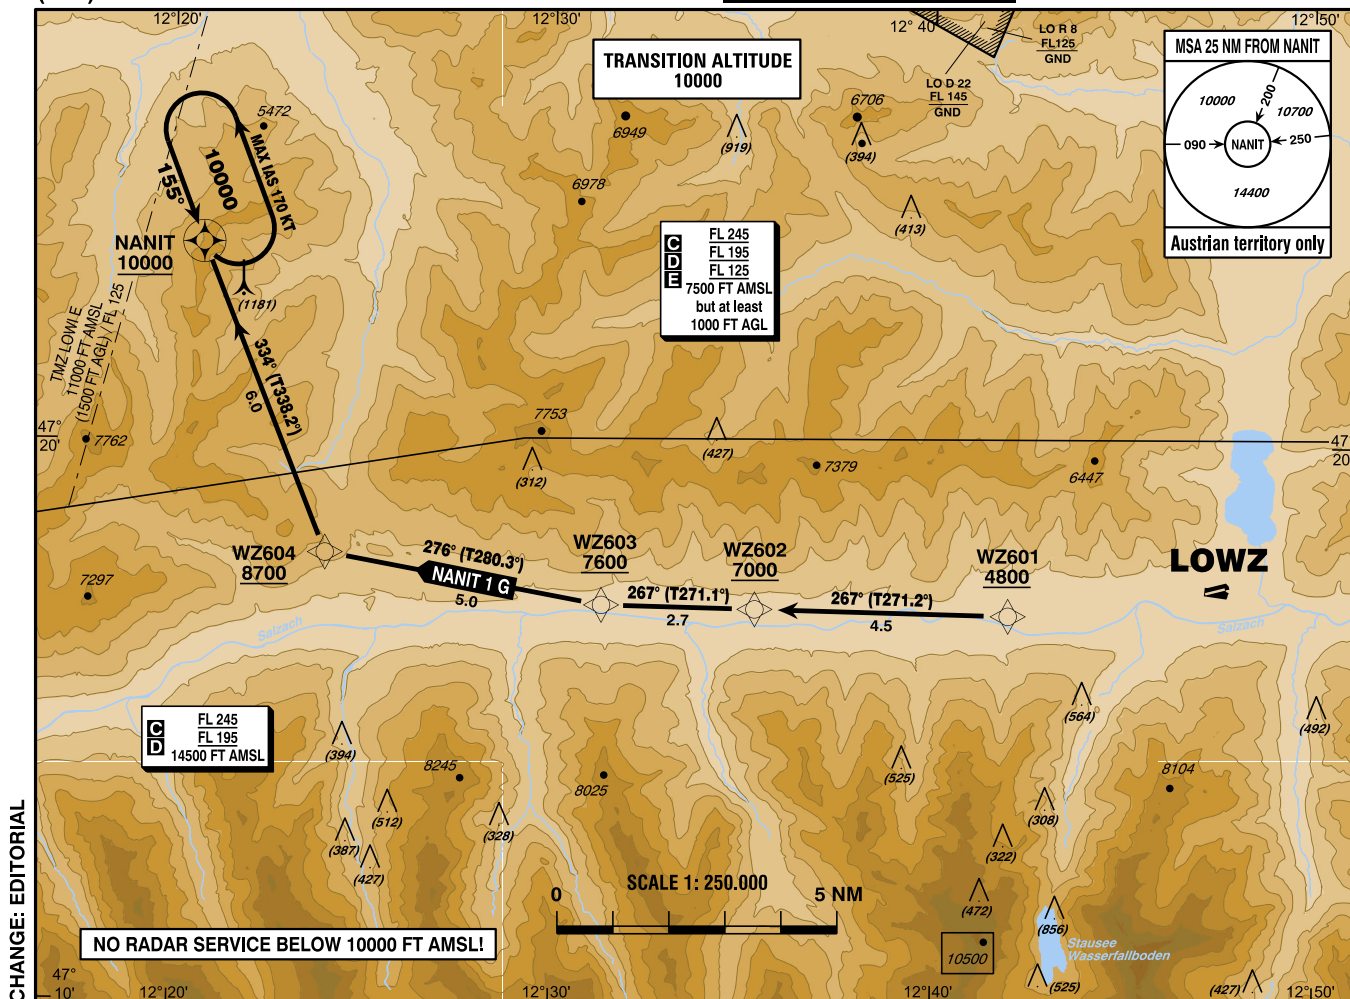 12°20'
12°30'
12° 40'
12°50'
TRANSITION ALTITUDE
10000
LO R 8
FL125
GND
LO D 22
FL 145
GND
MSA 25 NM FROM NANIT
10000
200
10700
090
NANIT
250
14400
Austrian territory only
5472
6949
(919)
6706
(394)
6978
(413)
155°
10000
MAX IAS 170 KT
NANIT
10000
(1181)
C
D
E
FL 245
FL 195
FL 125
7500 FT AMSL
but at least
1000 FT AGL
TMZ LOWI E
11000 FT AMSL
(1500 FT AGL) / FL 125
334° (T338.2°)
6.0
47°
20'
7762
7753
(312)
(427)
7379
6447
47
20
WZ604
8700
276° (T280.3°)
NANIT 1 G
5.0
WZ603
7600
267° (T271.1°)
2.7
WZ602
7000
267° (T271.2°)
4.5
WZ601
4800
LOWZ
7297
Salzach
Salzach
C
D
FL 245
FL 195
14500 FT AMSL
(394)
8245
(512)
(387)
(427)
(328)
8025
(525)
(564)
(492)
8104
(308)
(322)
(472)
(856)
10500
(525)
(427)
Stausee
Wasserfallboden
SCALE 1: 250.000
0
5 NM
NO RADAR SERVICE BELOW 10000 FT AMSL!
CHANGE: EDITORIAL
47°
10'
12°20'
12°30'
12°40'
12°50'